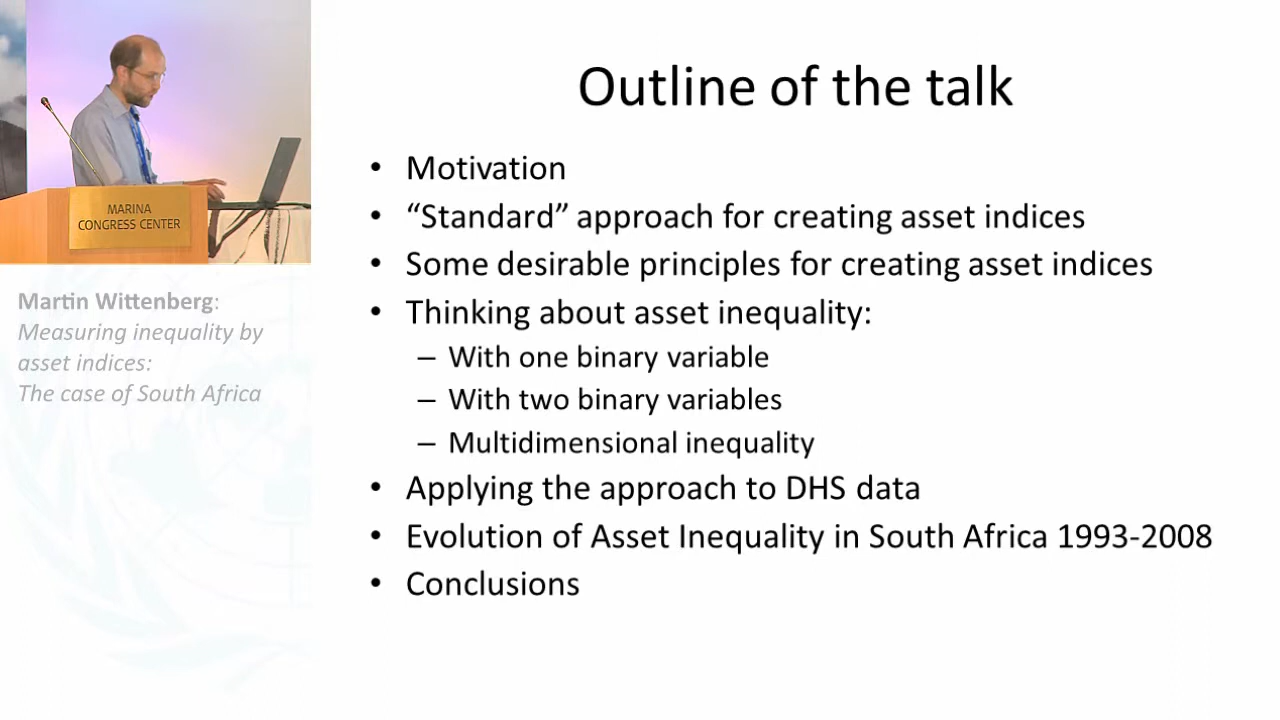 Outline of the talk
• Motivation
• “Standard” approach for creating asset indices
• Some desirable principles for creating asset indices
• Thinking about asset inequality:
– With one binary variable
– With two binary variables
– Multidimensional inequality
• Applying the approach to DHS data
• Evolution of Asset Inequality in South Africa 1993-2008
• Conclusions
MARINA
CONGRESS CENTER
Martin Wittenberg:
Measuring inequality by
asset indices:
The case of South Africa